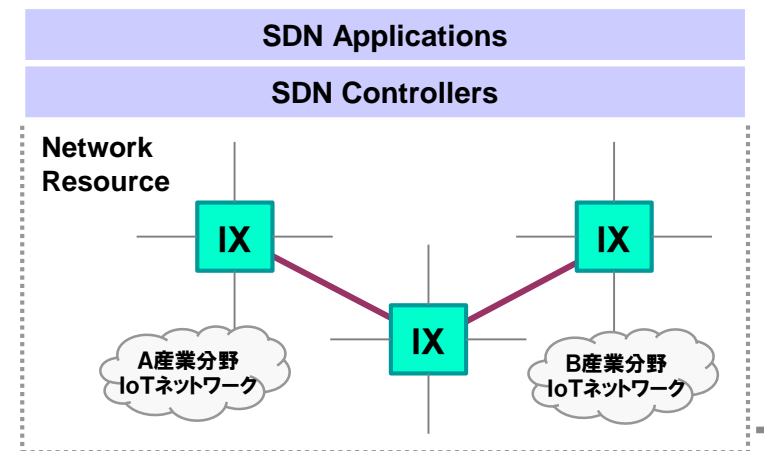 SDN Applications
SDN Controllers
Network
Resource
IX
IX
IX
A産業分野
IoTネットワーク
B産業分野
IoTネットワーク